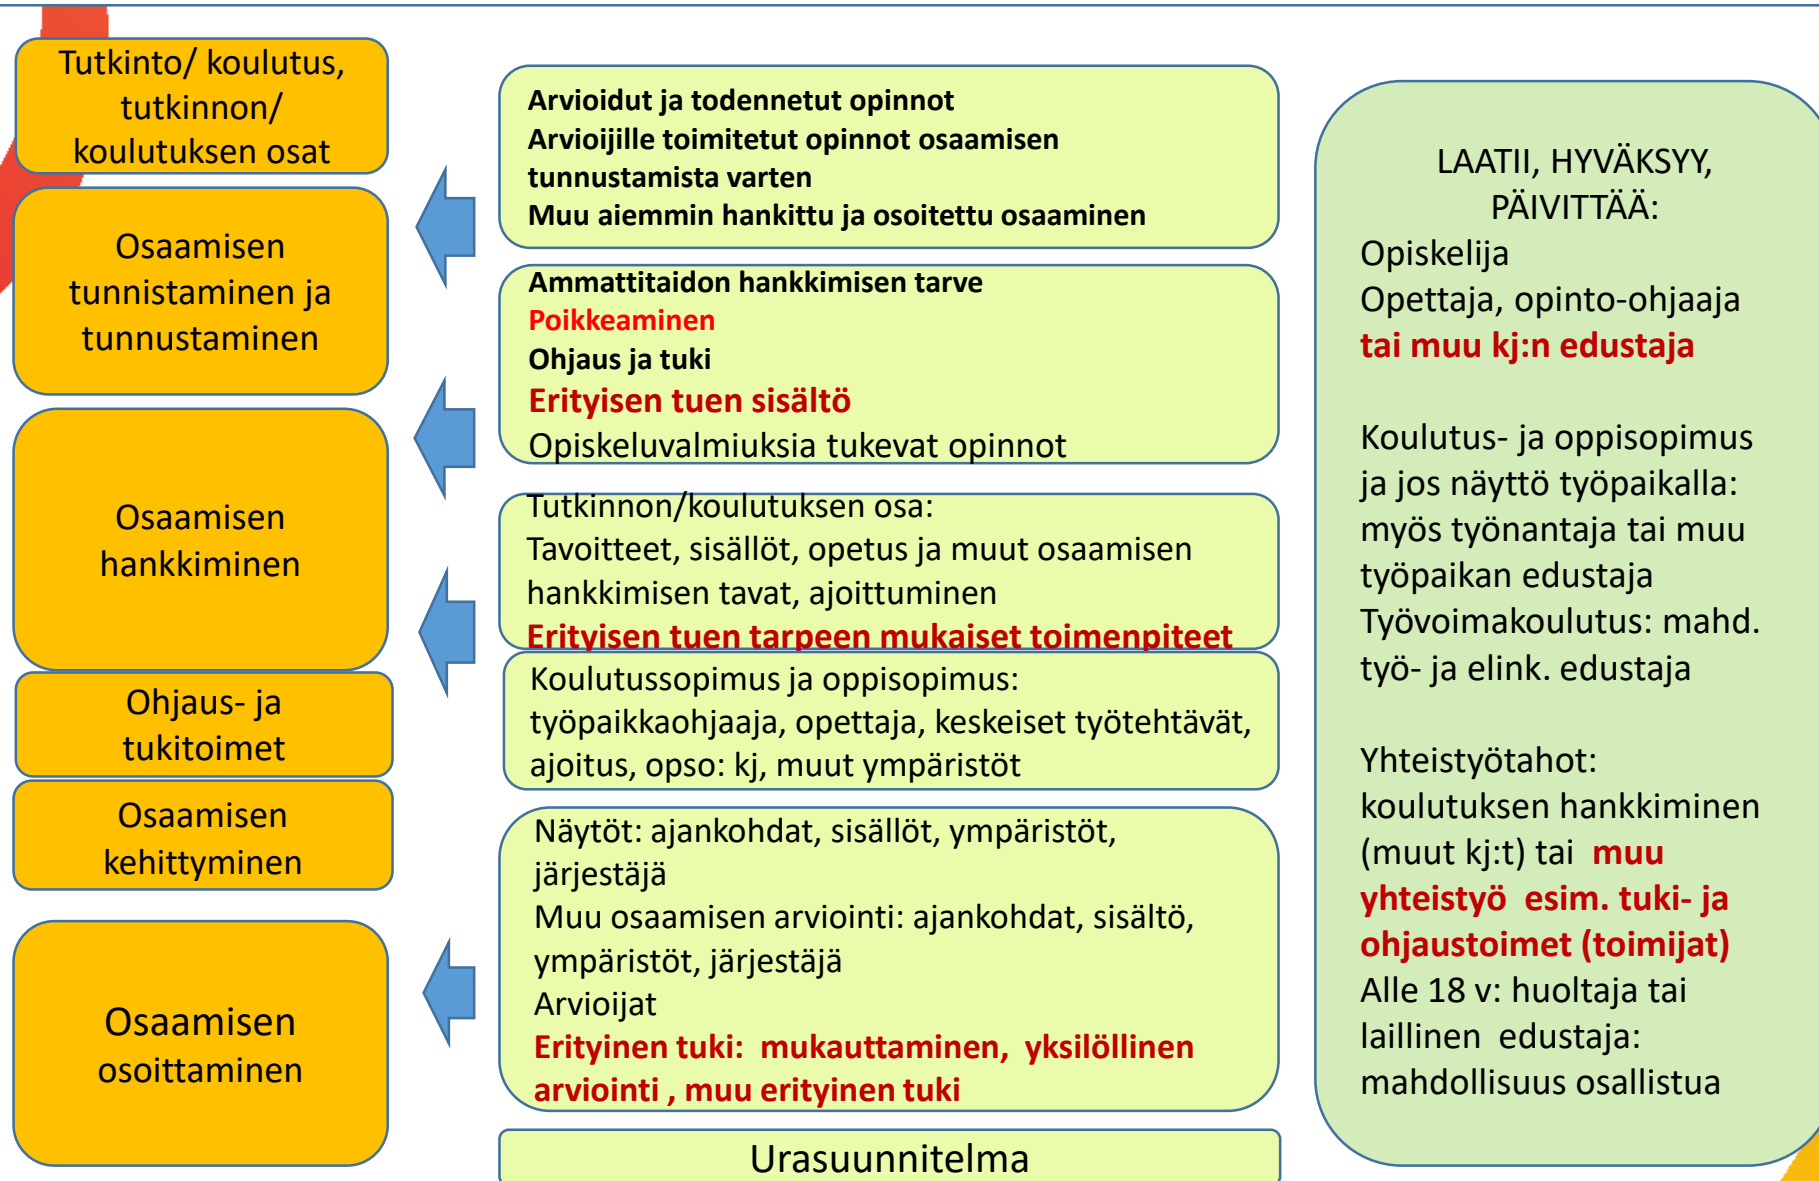 Tutkinto/ koulutus,
tutkinnon/
koulutuksen osat
Osaamisen
tunnistaminen ja
tunnustaminen
Osaamisen
hankkiminen
Ohjaus- ja
tukitoimet
Osaamisen
kehittyminen
Osaamisen
osoittaminen
Arvioidut ja todennetut opinnot
Arvioijille toimitetut opinnot osaamisen
tunnustamista varten
Muu aiemmin hankittu ja osoitettu osaaminen
Ammattitaidon hankkimisen tarve
Poikkeaminen
Ohjaus ja tuki
Erityisen tuen sisältö
Opiskeluvalmiuksia tukevat opinnot
Tutkinnon/koulutuksen osa:
Tavoitteet, sisällöt, opetus ja muut osaamisen
hankkimisen tavat, ajoittuminen
Erityisen tuen tarpeen mukaiset toimenpiteet
Koulutussopimus ja oppisopimus:
työpaikkaohjaaja, opettaja, keskeiset työtehtävät,
ajoitus, opso: kj, muut ympäristöt
Näytöt: ajankohdat, sisällöt, ympäristöt,
järjestäjä
Muu osaamisen arviointi: ajankohdat, sisältö,
ympäristöt, järjestäjä
Arvioijat
Erityinen tuki: mukauttaminen, yksilöllinen
arviointi , muu erityinen tuki
Urasuunnitelma
LAATII, HYVÄKSYY,
PÄIVITTÄÄ:
Opiskelija
Opettaja, opinto-ohjaaja
tai muu kj:n edustaja
Koulutus- ja oppisopimus
ja jos näyttö työpaikalla:
myös työnantaja tai muu
työpaikan edustaja
Työvoimakoulutus: mahd.
työ- ja elink. edustaja
Yhteistyötahot:
koulutuksen hankkiminen
(muut kj:t) tai muu
yhteistyö esim. tuki- ja
ohjaustoimet (toimijat)
Alle 18 v: huoltaja tai
laillinen edustaja:
mahdollisuus osallistua